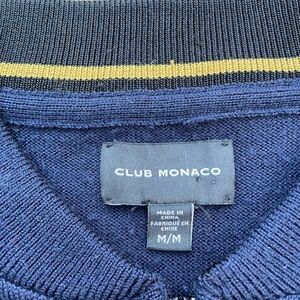 CLUB MONACO
MADE IN
CHINA
FABRIQUÉ EN
CHINE
M/M